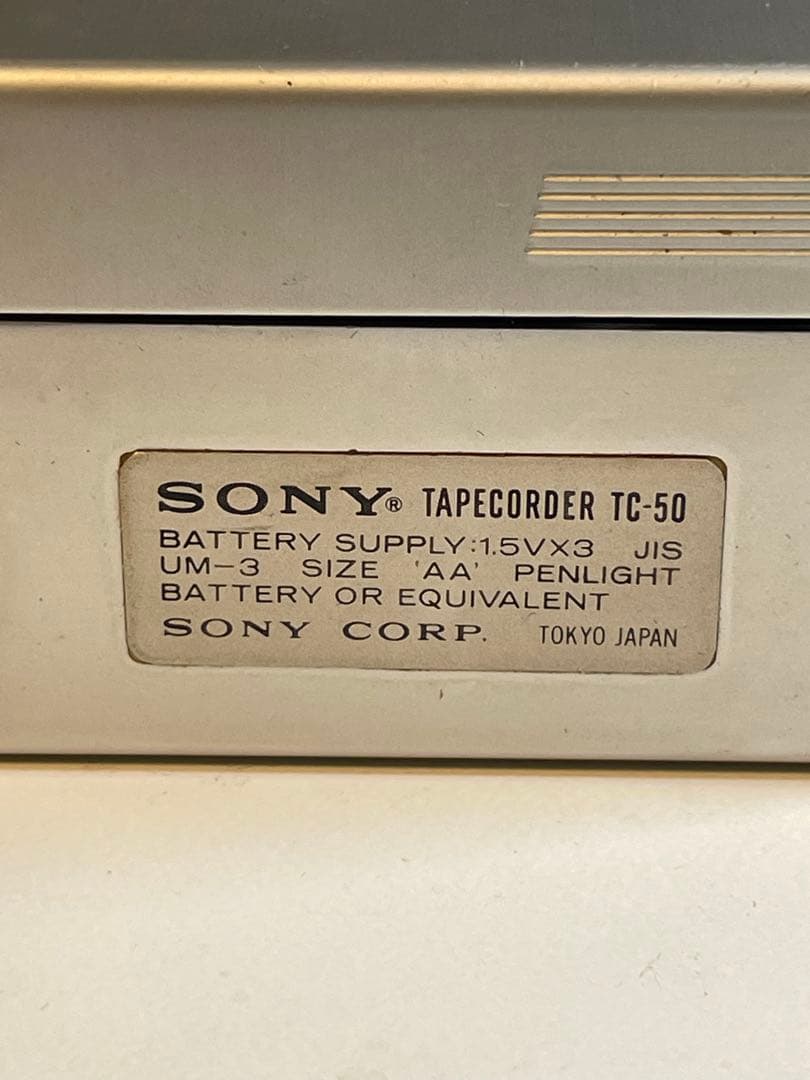 SONY® TAPECORDER TC-50
BATTERY SUPPLY:1.5VX3 JIS
UM-3 SIZE 'AA' PENLIGHT
BATTERY OR EQUIVALENT
SONY CORP. TOKYO JAPAN